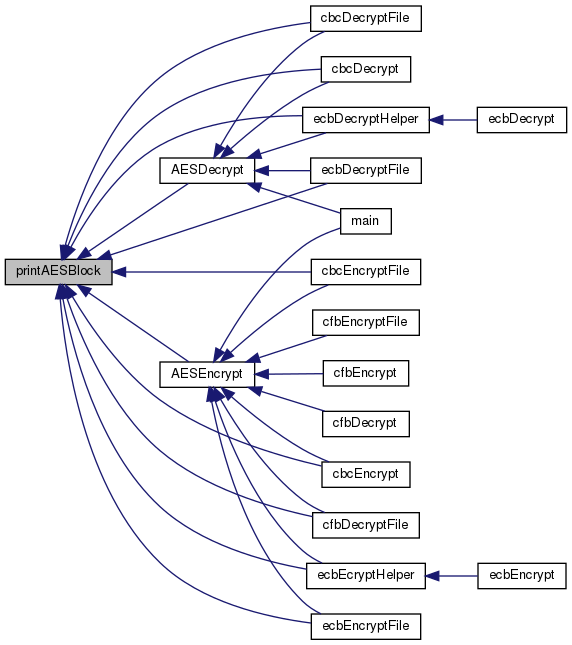 cbcDecryptFile
cbcDecrypt
ecbDecryptHelper
ecbDecrypt
AESDecrypt
ecbDecryptFile
main
printAESBlock
cbcEncryptFile
cfbEncryptFile
AESEncrypt
cfbEncrypt
cfbDecrypt
cbcEncrypt
cfbDecryptFile
ecbEcryptHelper
ecbEncrypt
ecbEncryptFile